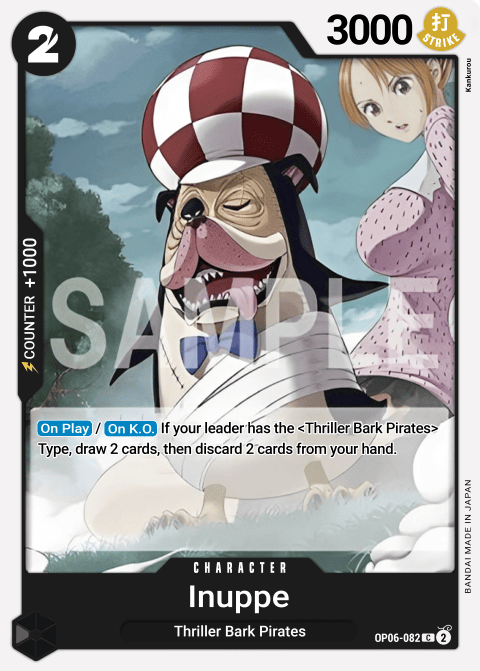 2
3000
打
STRIKE
Kankurou
COUNTER +1000
SAMPLE
On Play / On K.O. If your leader has the <Thriller Bark Pirates>
Type, draw 2 cards, then discard 2 cards from your hand.
BANDAI MADE IN JAPAN
CHARACTER
Inuppe
Thriller Bark Pirates
OP06-082 C 2